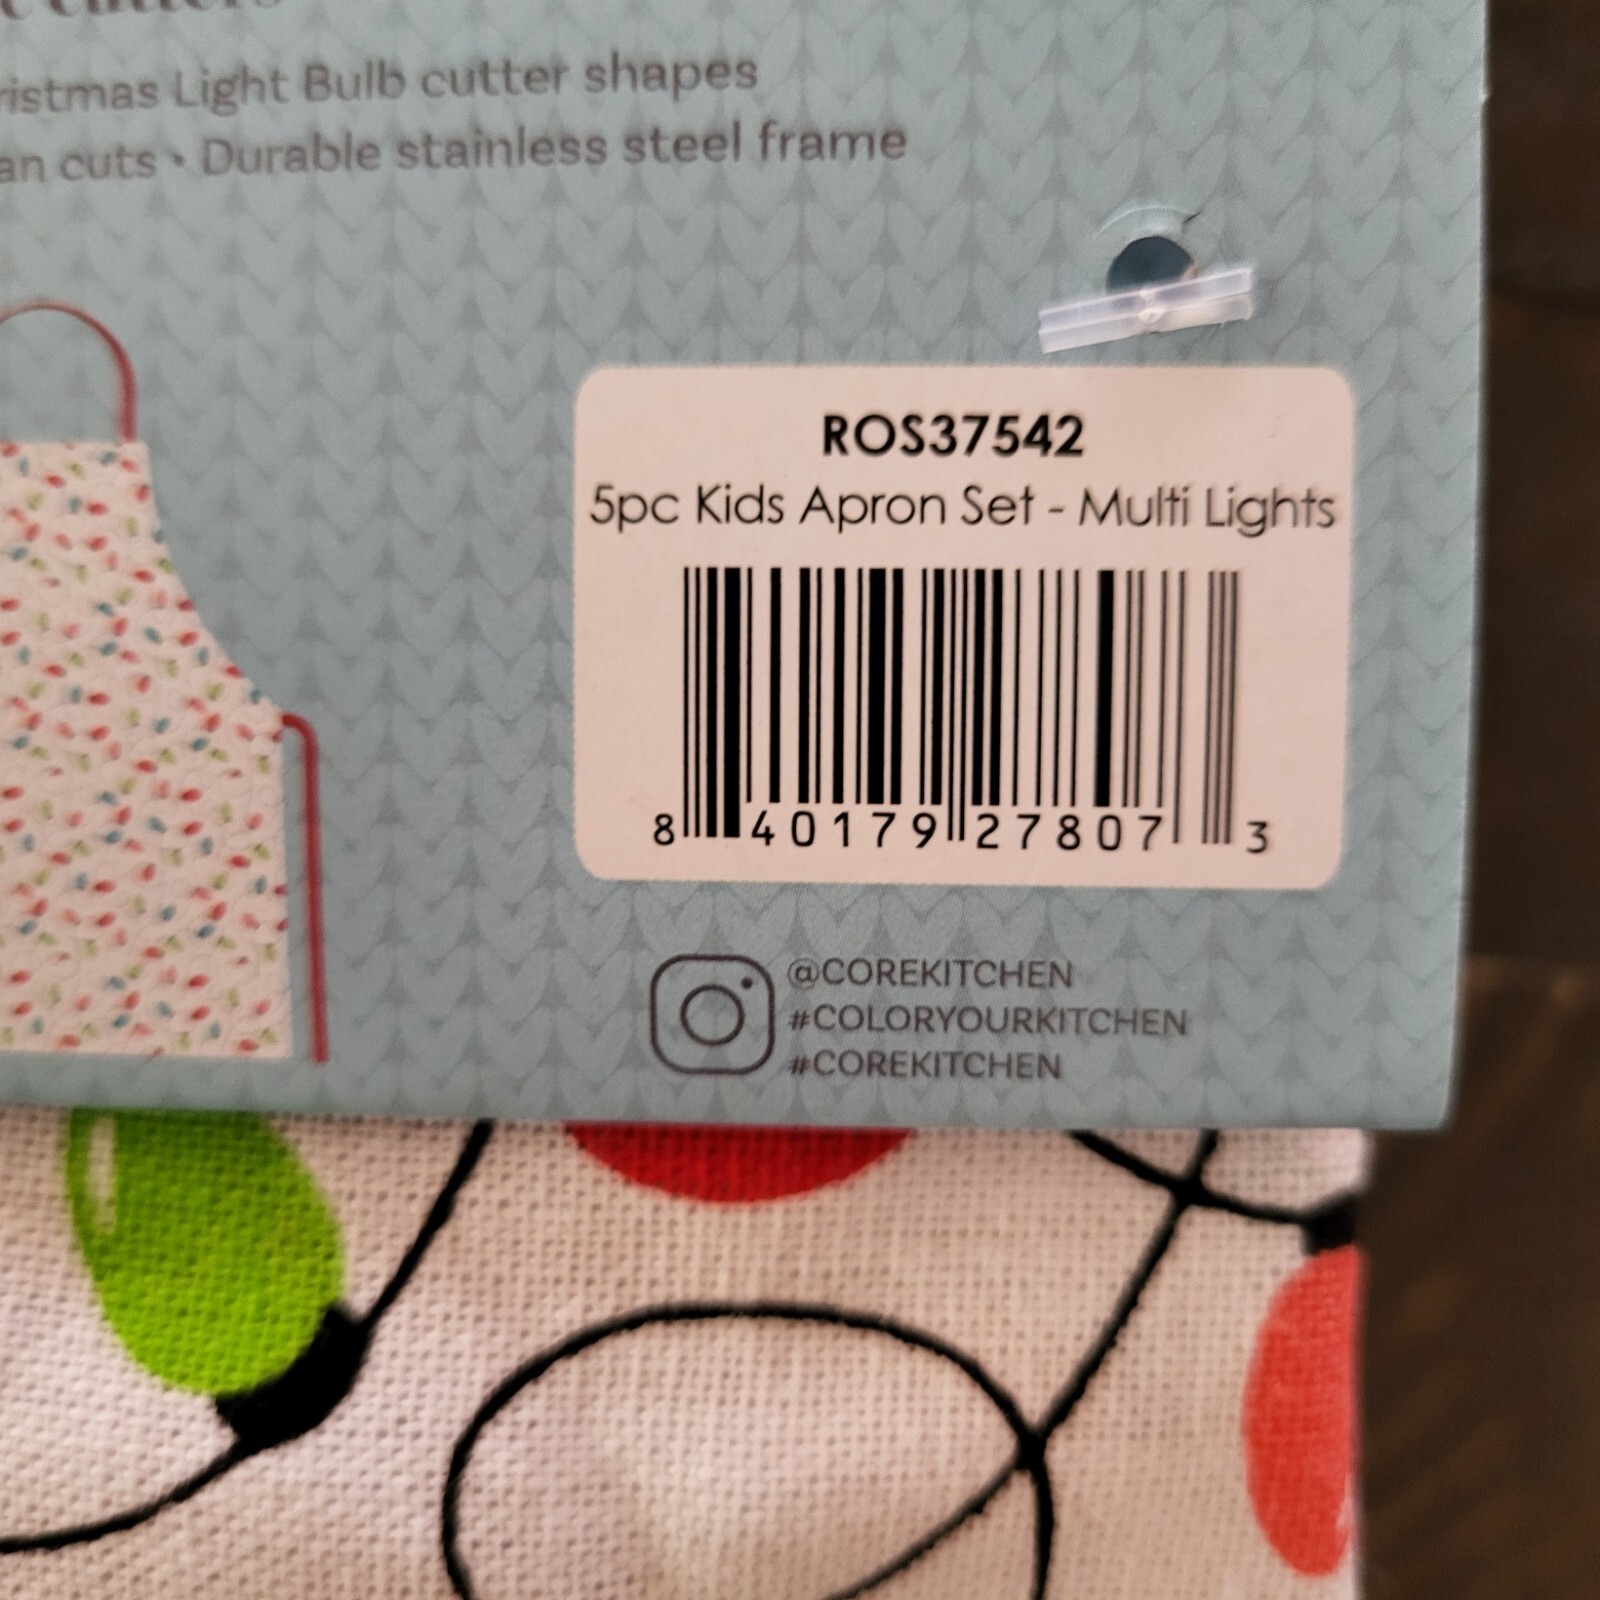 cutters
ristmas Light Bulb cutter shapes
an cuts • Durable stainless steel frame
ROS37542
5pc Kids Apron Set - Multi Lights
8 40179 27807 3
@COREKITCHEN
#COLORYOURKITCHEN
#COREKITCHEN